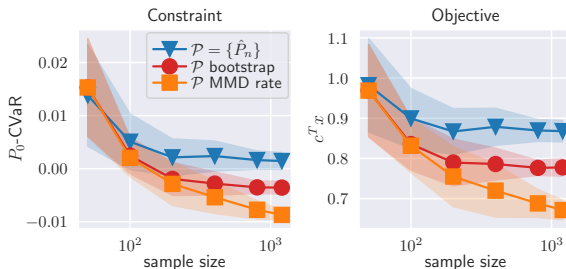 Constraint
P₀-CVaR
0.02
0.01
0.00
−0.01
𝒫 = {P̂ₙ}
𝒫 bootstrap
𝒫 MMD rate
10²
10³
sample size
Objective
cᵀx
1.1
1.0
0.9
0.8
0.7
10²
10³
sample size